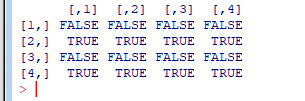 [,1] [,2] [,3] [,4]
[1,] FALSE FALSE FALSE FALSE
[2,] TRUE TRUE TRUE TRUE
[3,] FALSE FALSE FALSE FALSE
[4,] TRUE TRUE TRUE TRUE
>